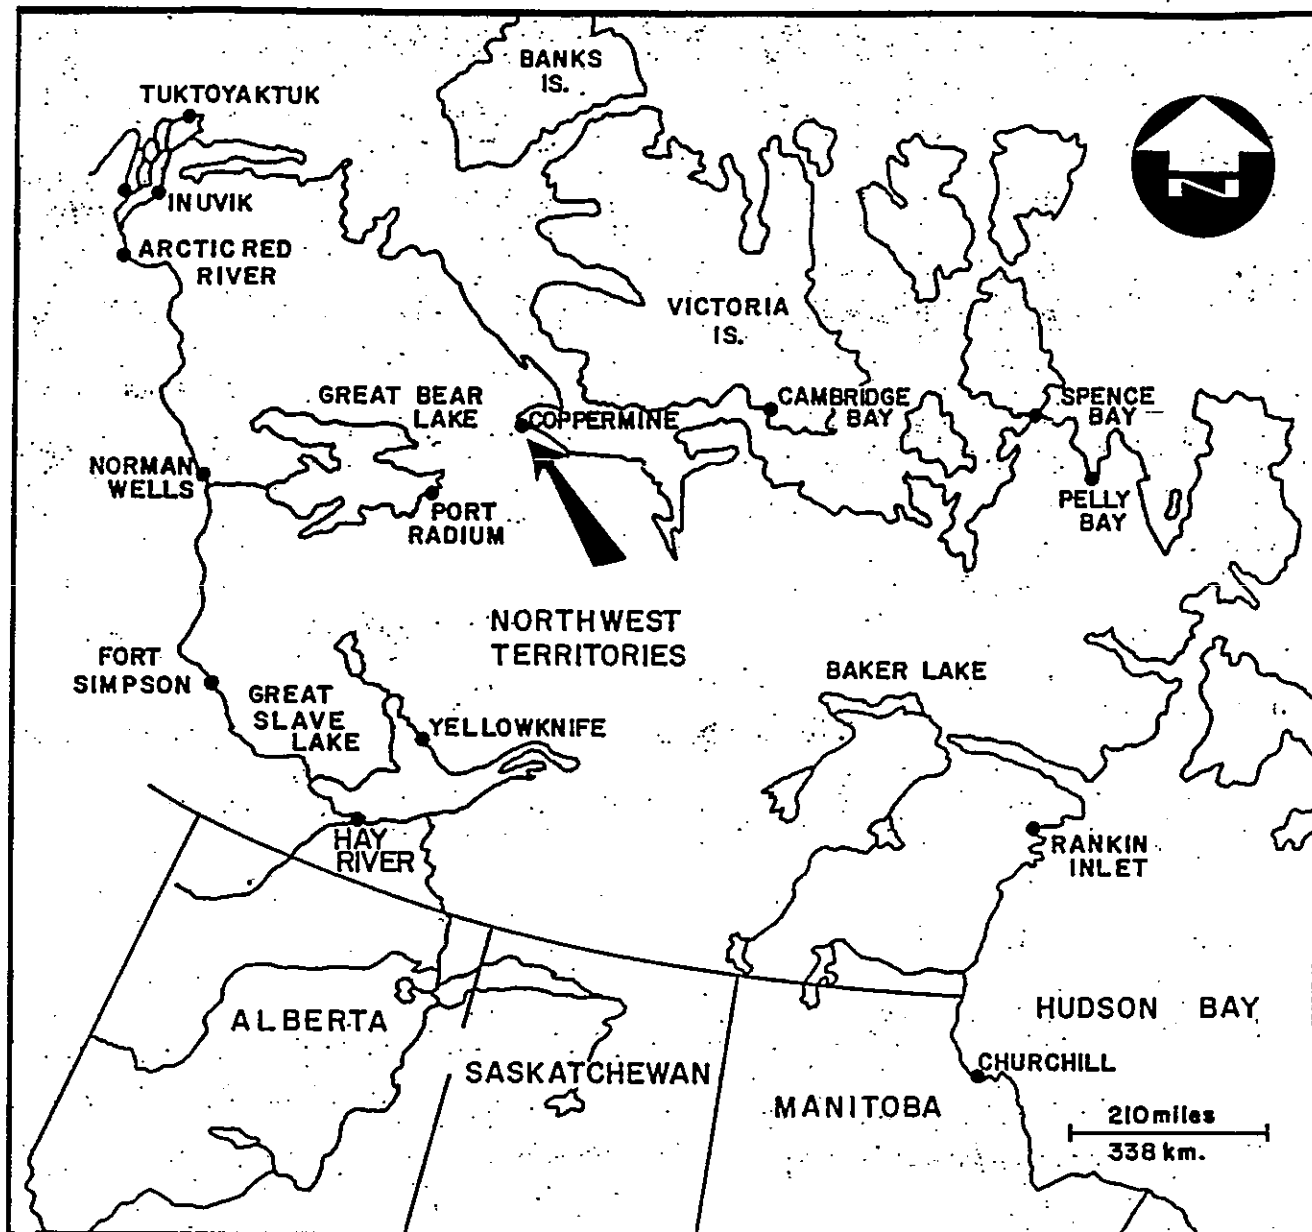 BANKS
IS.
TUKTOYAKTUK
INUVIK
ARCTIC RED
RIVER
N
VICTORIA
IS.
GREAT BEAR
LAKE
COPPERMINE
CAMBRIDGE
BAY
SPENCE
BAY
NORMAN
WELLS
PORT
RADIUM
PELLY
BAY
NORTHWEST
TERRITORIES
FORT
SIMPSON
GREAT
SLAVE
LAKE
YELLOWKNIFE
BAKER LAKE
HAY
RIVER
RANKIN
INLET
ALBERTA
SASKATCHEWAN
MANITOBA
HUDSON BAY
CHURCHILL
210 miles
338 km.